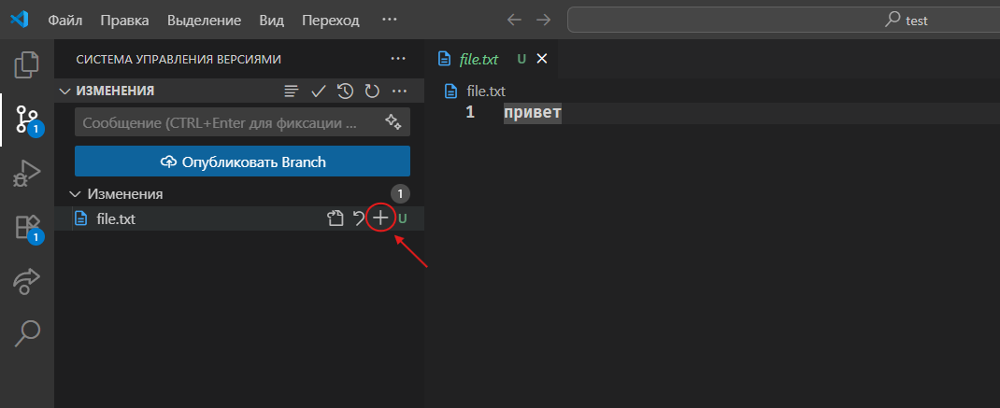 Файл Правка Выделение Вид Переход ···
test
СИСТЕМА УПРАВЛЕНИЯ ВЕРСИЯМИ ···
ИЗМЕНЕНИЯ ···
Сообщение (CTRL+Enter для фиксации ...
Опубликовать Branch
Изменения 1
file.txt U
1
1
file.txt U
file.txt
1 привет